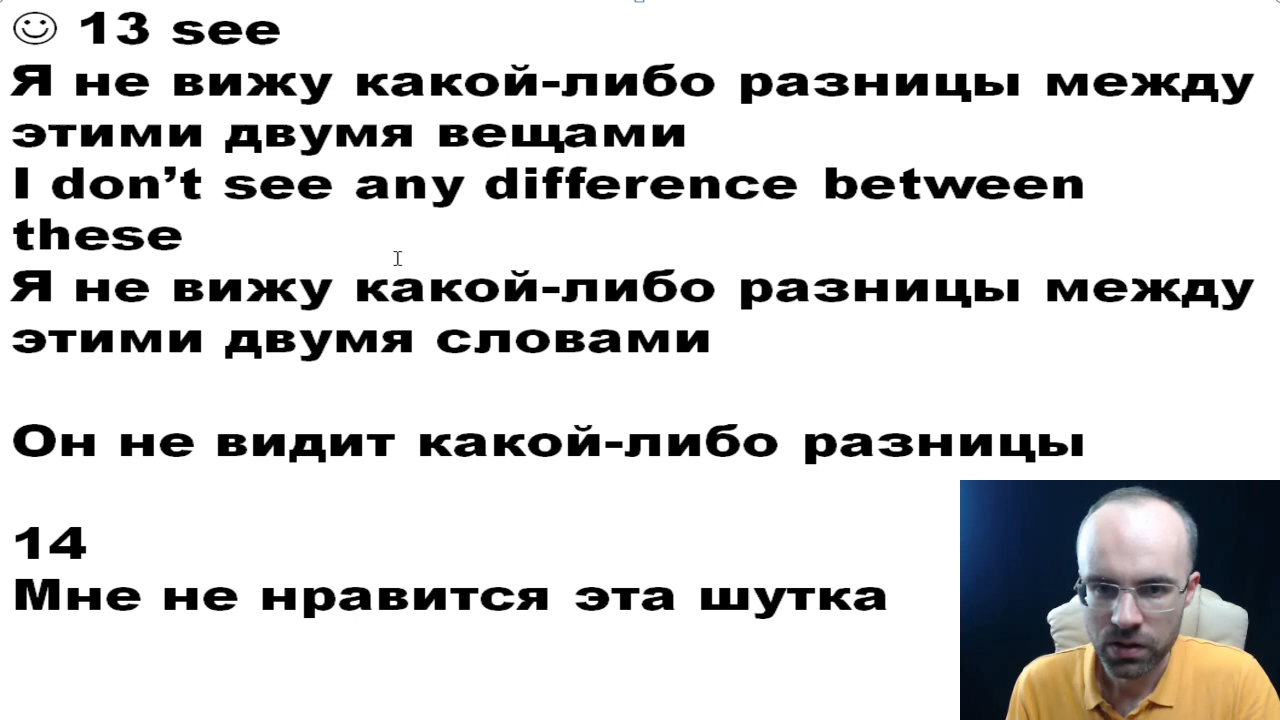 ☺ 13 see
Я не вижу какой-либо разницы между
этими двумя вещами
I don’t see any difference between
these
Я не вижу какой-либо разницы между
этими двумя словами
Он не видит какой-либо разницы
14
Мне не нравится эта шутка